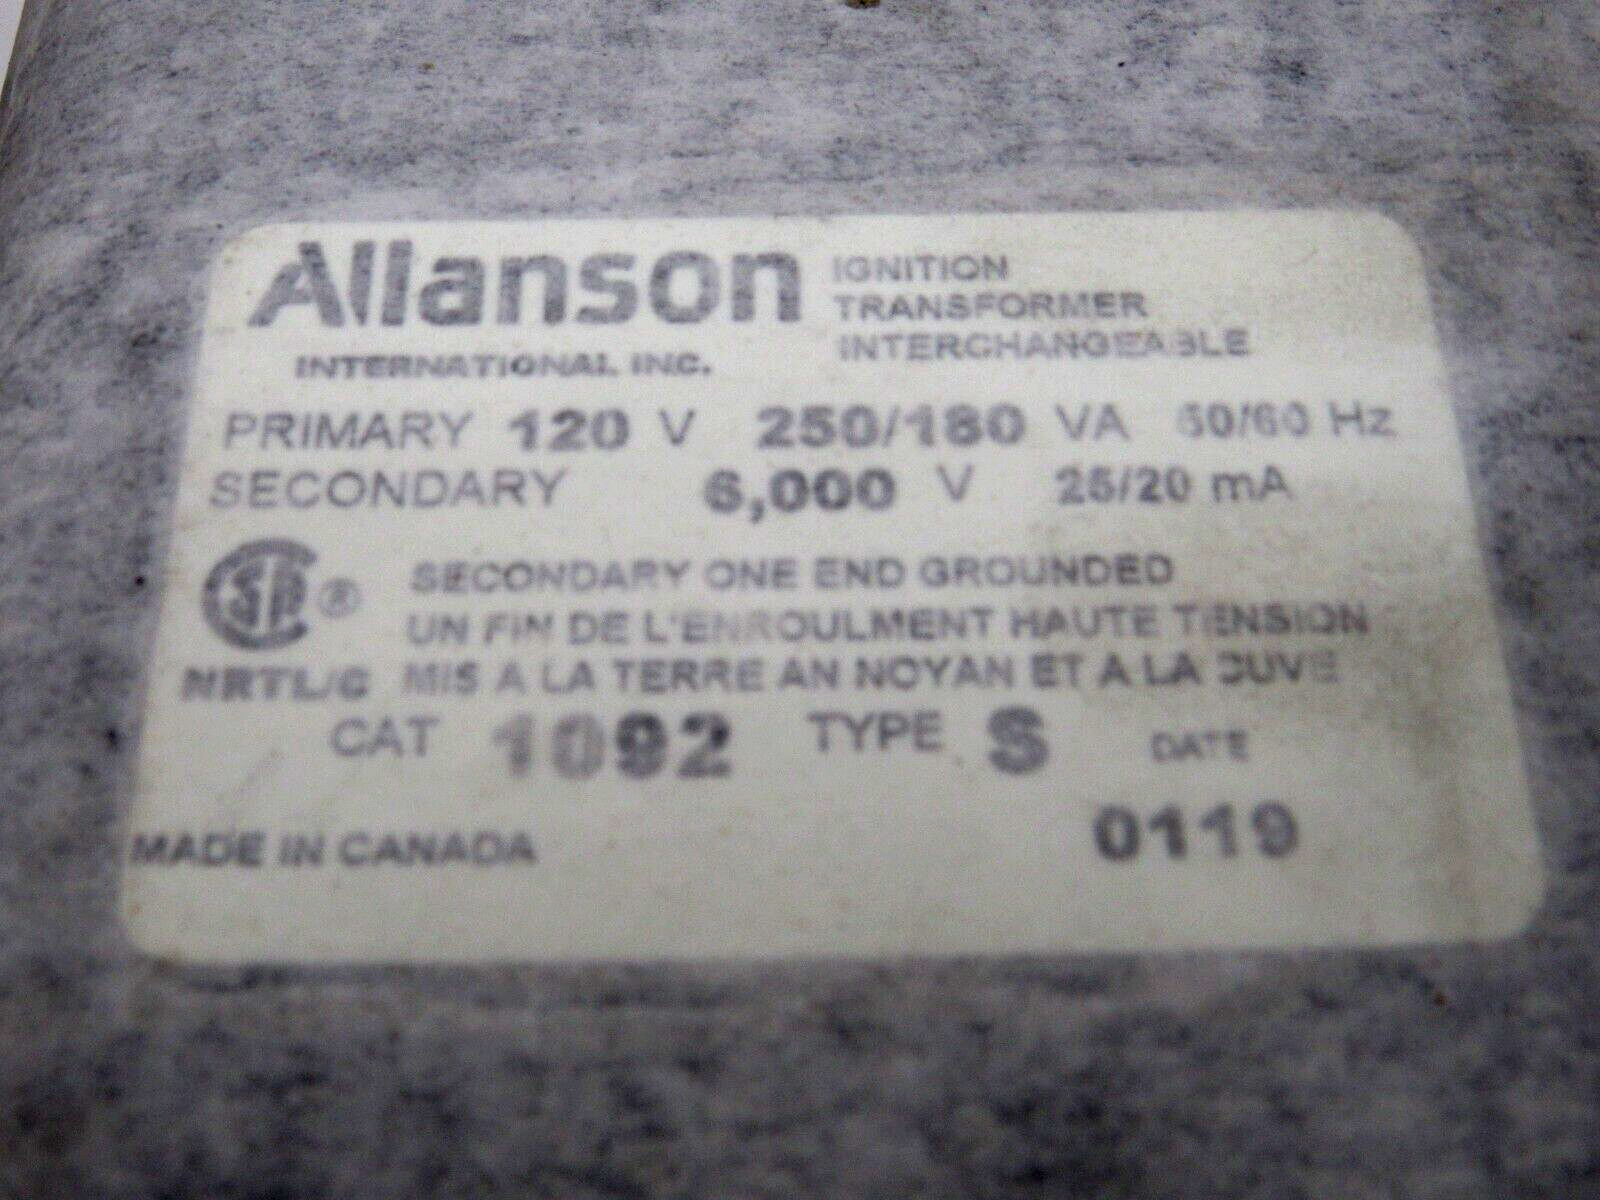 Allanson
INTERNATIONAL INC.
IGNITION
TRANSFORMER
INTERCHANGEABLE
PRIMARY 120 V 250/180 VA 50/60 Hz
SECONDARY 6,000 V 25/20 mA
CSA ®
NRTL/C
SECONDARY ONE END GROUNDED
UN FIN DE L'ENROULMENT HAUTE TENSION
MIS A LA TERRE AN NOYAN ET A LA CUVE
CAT 1092 TYPE S DATE
0119
MADE IN CANADA